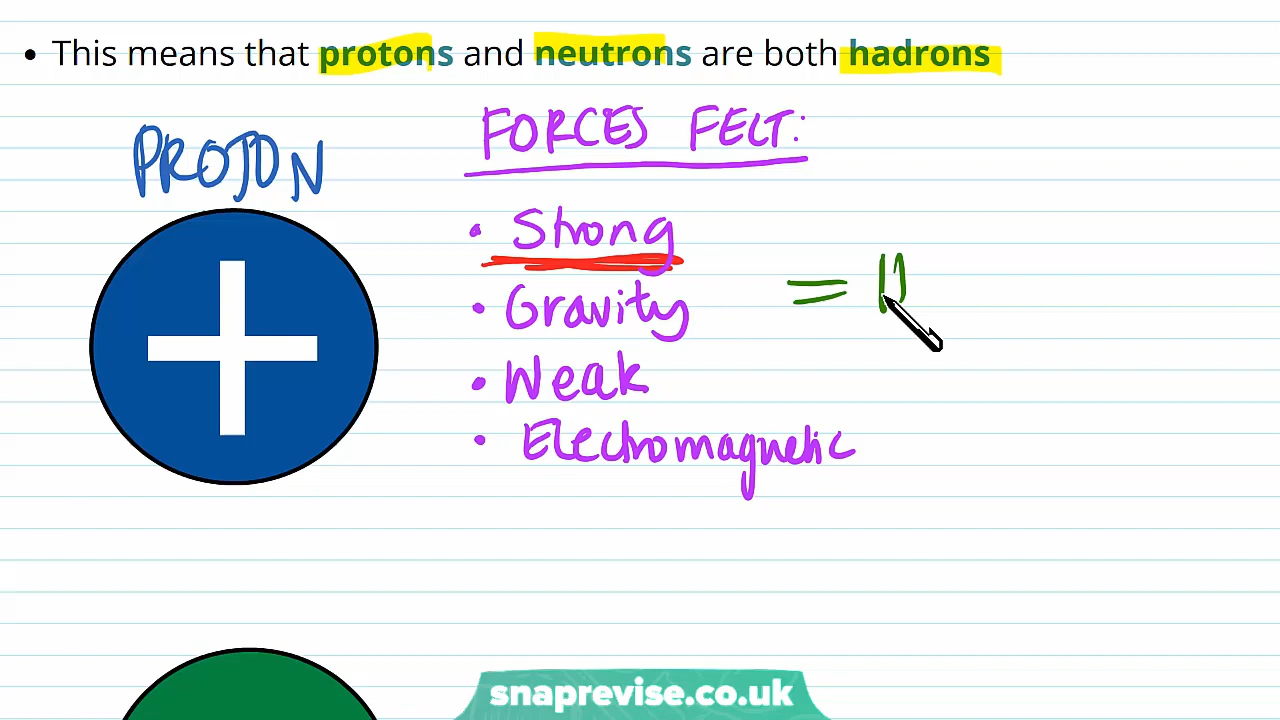 • This means that protons and neutrons are both hadrons
PROTON
FORCES FELT:
• Strong
• Gravity
• Weak
• Electromagnetic
=
snaprevise.co.uk